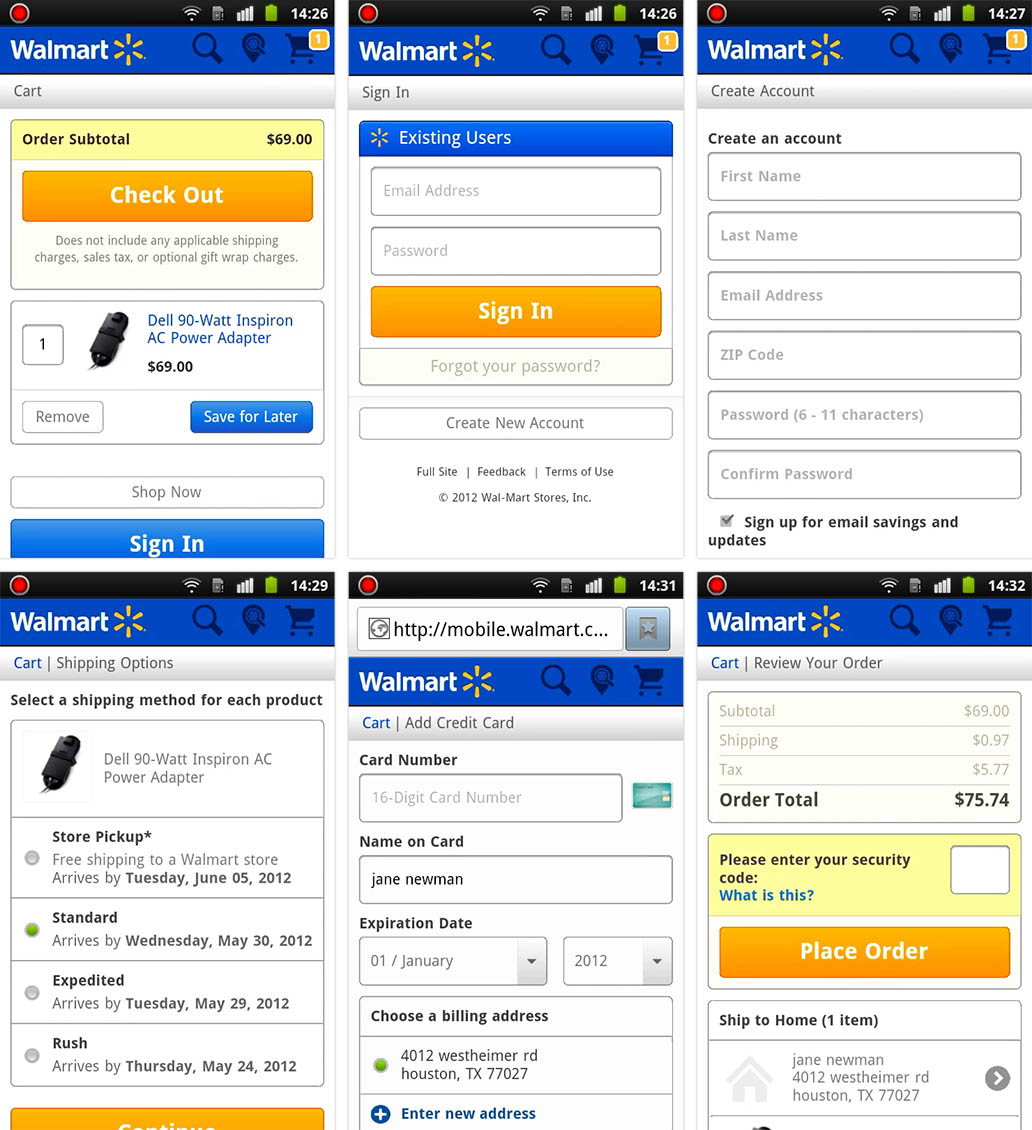 14:26
Walmart
1
Cart
Order Subtotal $69.00
Check Out
Does not include any applicable shipping
charges, sales tax, or optional gift wrap charges.
1
Dell 90-Watt Inspiron
AC Power Adapter
$69.00
Remove
Save for Later
Shop Now
Sign In
14:26
Walmart
1
Sign In
Existing Users
Email Address
Password
Sign In
Forgot your password?
Create New Account
Full Site | Feedback | Terms of Use
© 2012 Wal-Mart Stores, Inc.
14:27
Walmart
1
Create Account
Create an account
First Name
Last Name
Email Address
ZIP Code
Password (6 - 11 characters)
Confirm Password
Sign up for email savings and
updates
14:29
Walmart
Cart | Shipping Options
Select a shipping method for each product
Dell 90-Watt Inspiron AC
Power Adapter
Store Pickup*
Free shipping to a Walmart store
Arrives by Tuesday, June 05, 2012
Standard
Arrives by Wednesday, May 30, 2012
Expedited
Arrives by Tuesday, May 29, 2012
Rush
Arrives by Thursday, May 24, 2012
Continue
14:31
http://mobile.walmart.c...
Walmart
Cart | Add Credit Card
Card Number
16-Digit Card Number
Name on Card
jane newman
Expiration Date
01 / January 2012
Choose a billing address
4012 westheimer rd
houston, TX 77027
Enter new address
14:32
Walmart
Cart | Review Your Order
Subtotal $69.00
Shipping $0.97
Tax $5.77
Order Total $75.74
Please enter your security
code:
What is this?
Place Order
Ship to Home (1 item)
jane newman
4012 westheimer rd
houston, TX 77027